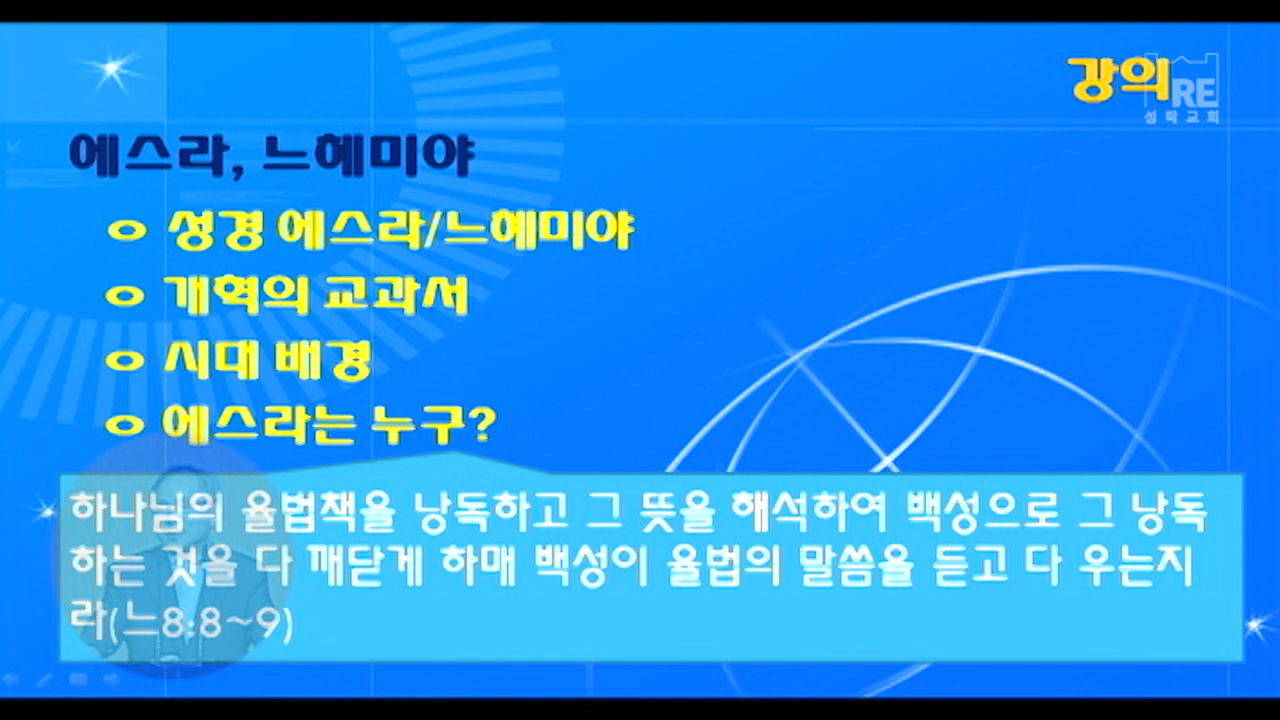 강의
RE
성락교회
에스라, 느헤미야
ㅇ 성경 에스라/느헤미야
ㅇ 개혁의 교과서
ㅇ 시대 배경
ㅇ 에스라는 누구?
하나님의 율법책을 낭독하고 그 뜻을 해석하여 백성으로 그 낭독
하는 것을 다 깨닫게 하매 백성이 율법의 말씀을 듣고 다 우는지
라(느8:8~9)